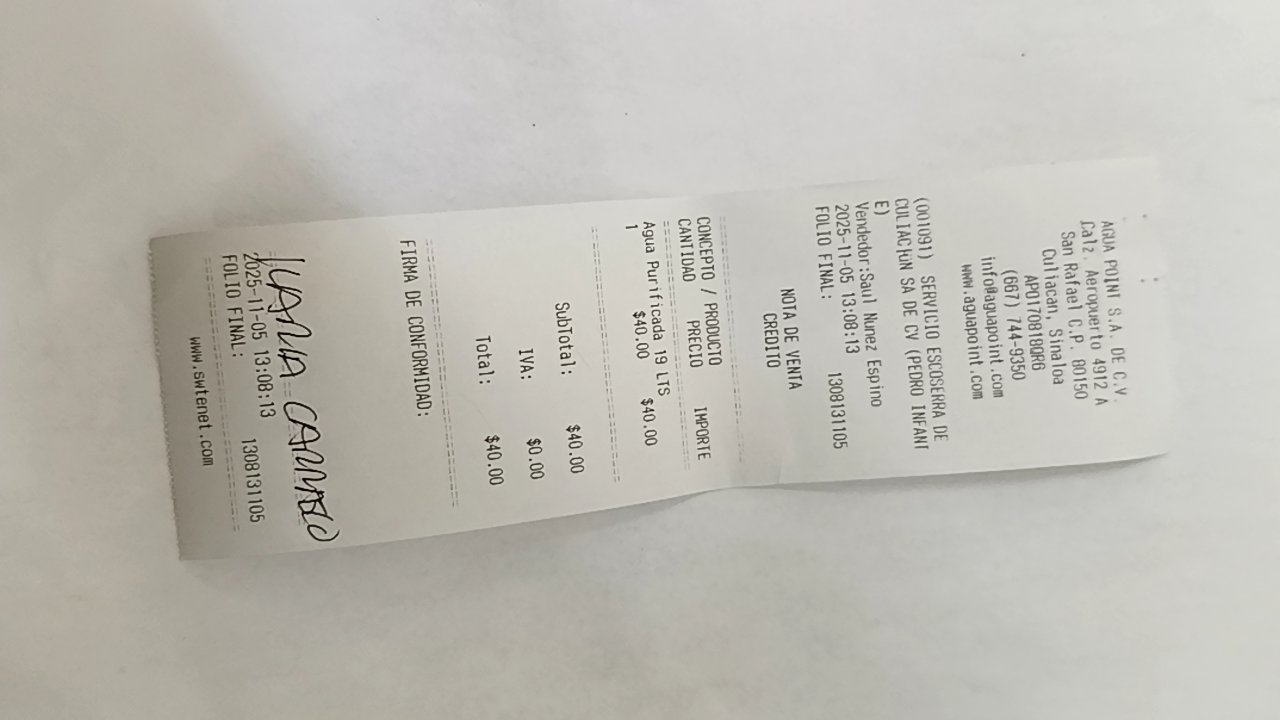 AGUA POINT S.A. DE C.V.
Calz. Aeropuerto 4912 A
San Rafael C.P. 80150
Culiacan, Sinaloa
APO170818QR6
(667) 744-9350
info@aguapoint.com
www.aguapoint.com
(001091) SERVICIO ESCOSERRA DE
CULIAC|UN SA DE CV (PEDRO INFANT
E)
Vendedor:Saul Nunez Espino
2025-11-05 13:08:13
FOLIO FINAL: 1308131105
NOTA DE VENTA
CREDITO
CONCEPTO / PRODUCTO
CANTIDAD PRECIO IMPORTE
Agua Purificada 19 LTS
1 $40.00 $40.00
SubTotal: $40.00
IVA: $0.00
Total: $40.00
FIRMA DE CONFORMIDAD:
2025-11-05 13:08:13
FOLIO FINAL: 1308131105
www.swtenet.com